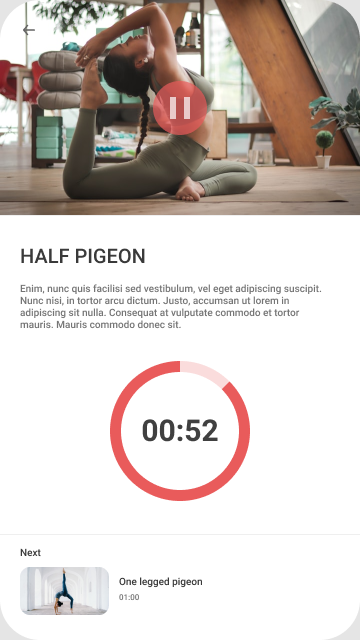 HALF PIGEON
Enim, nunc quis facilisi sed vestibulum, vel eget adipiscing suscipit.
Nunc nisi, in tortor arcu dictum. Justo, accumsan ut lorem in
adipiscing sit nulla. Consequat at vulputate commodo et tortor
mauris. Mauris commodo donec sit.
00:52
Next
One legged pigeon
01:00